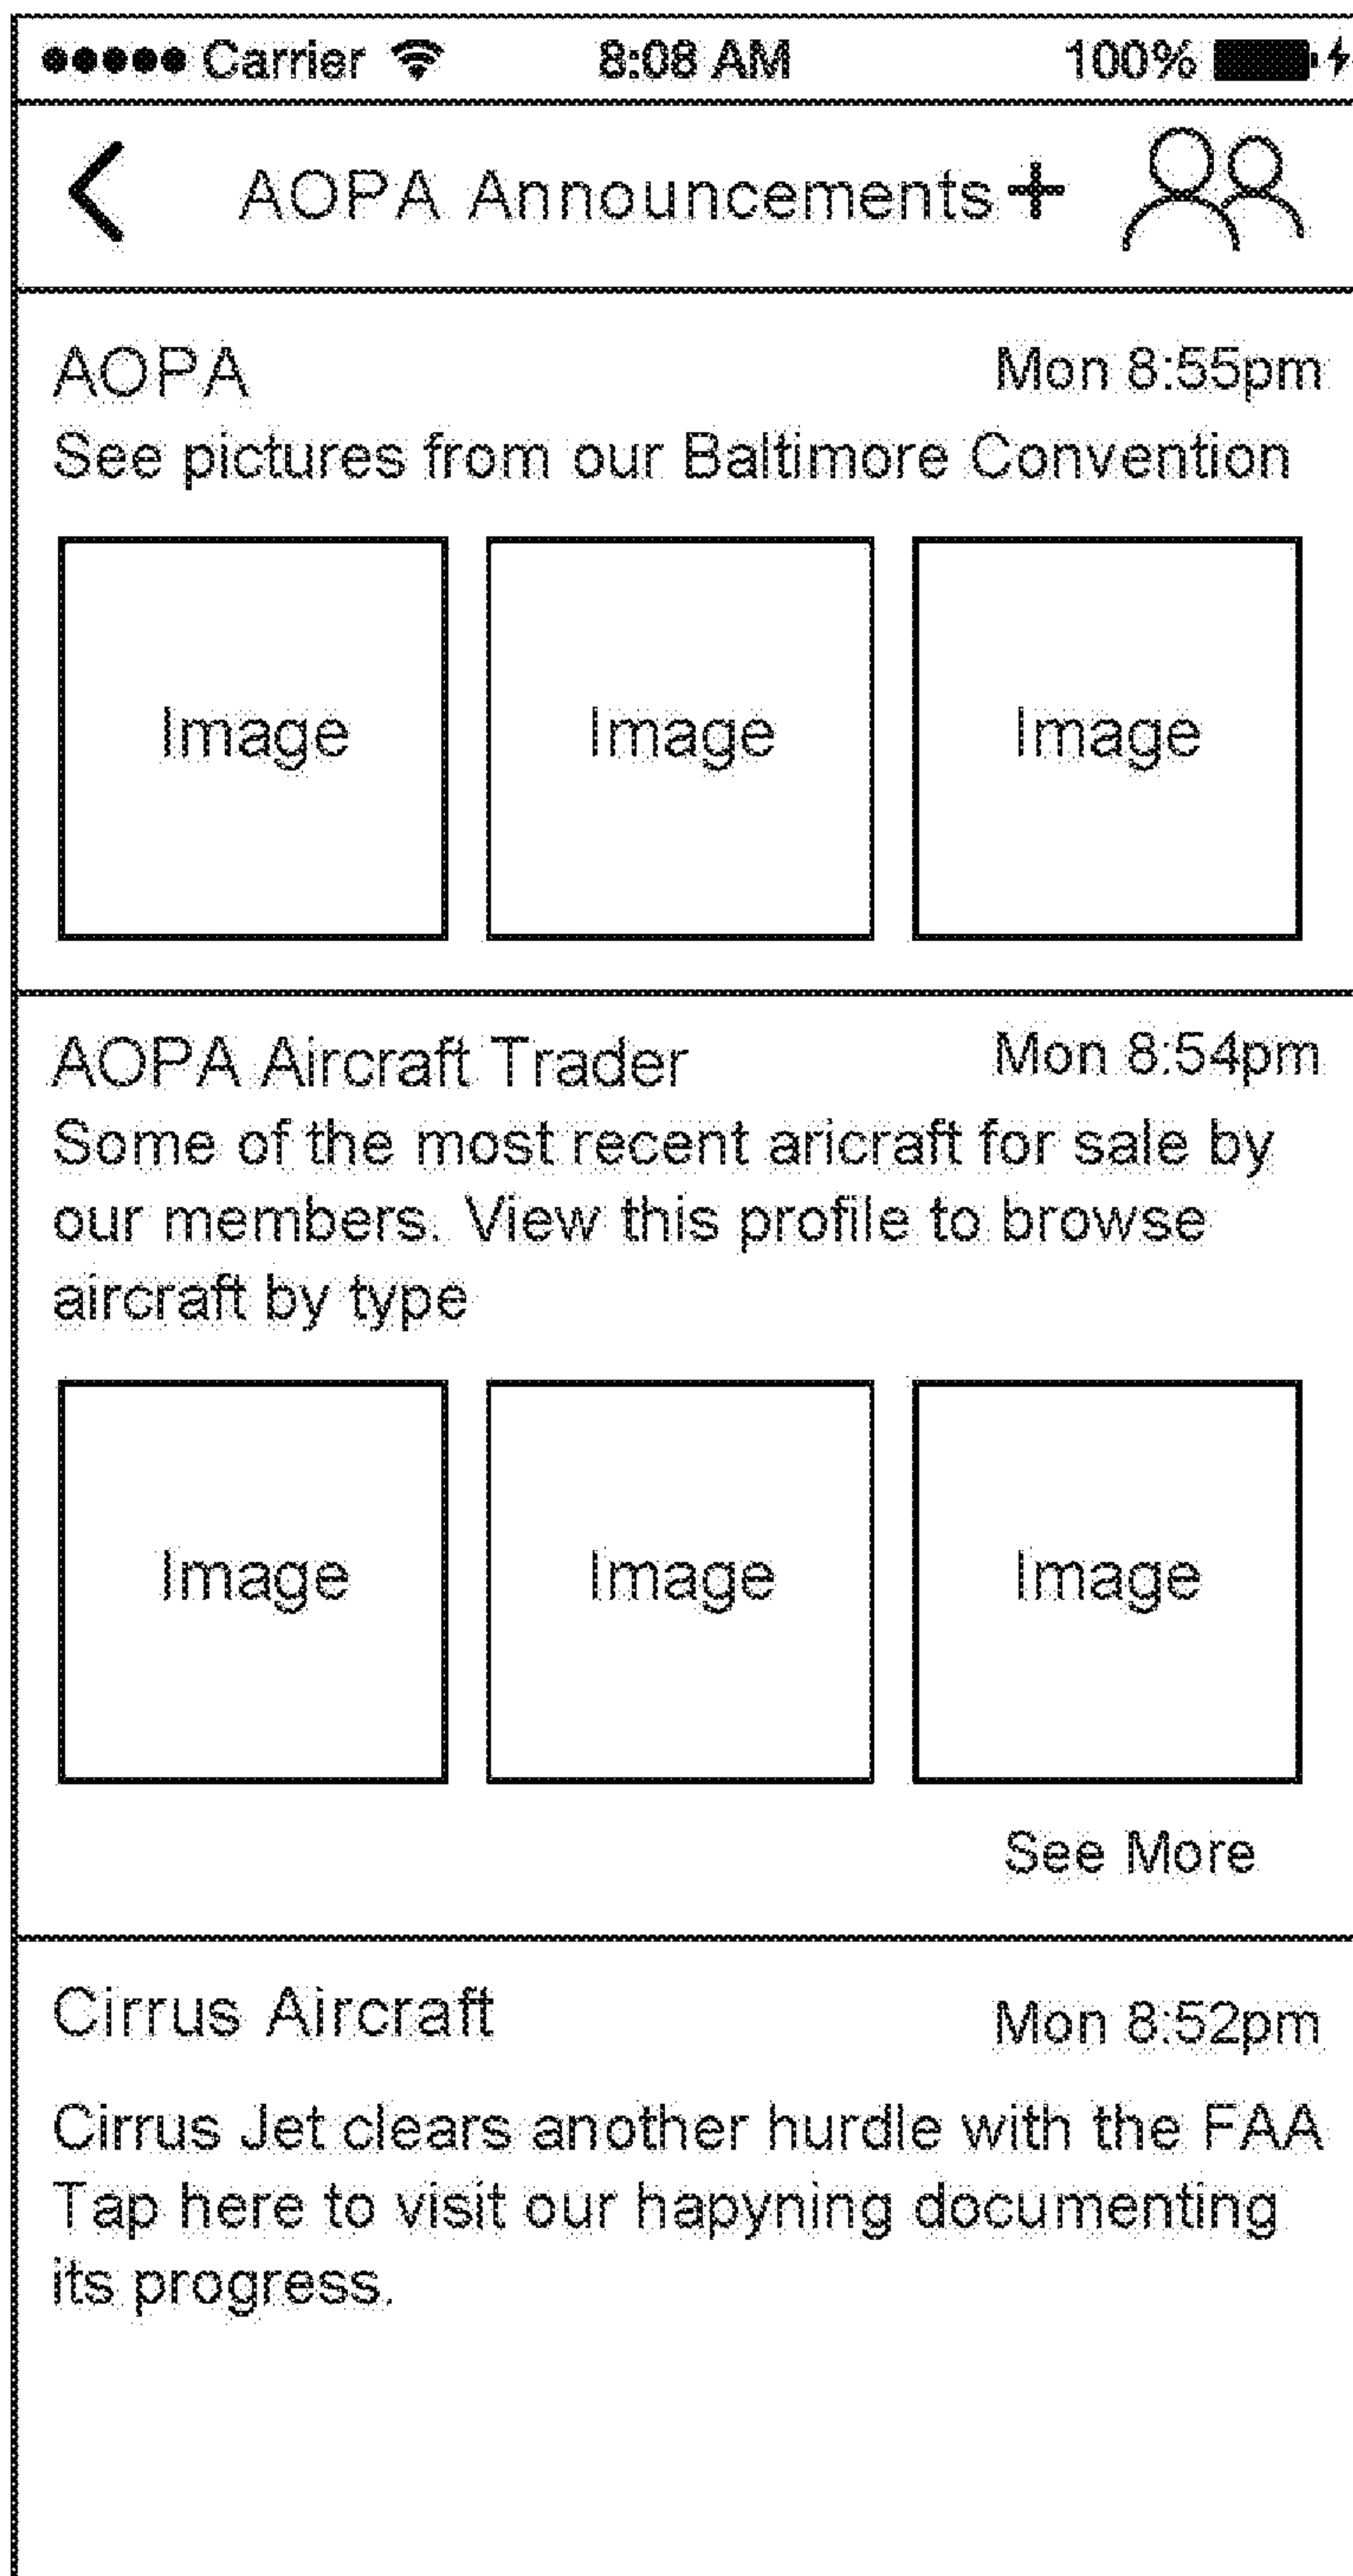 Carrier 8:08 AM 100%
AOPA Announcements +
AOPA Mon 8:55pm
See pictures from our Baltimore Convention
Image Image Image
AOPA Aircraft Trader Mon 8:54pm
Some of the most recent aricraft for sale by
our members. View this profile to browse
aircraft by type
Image Image Image
See More
Cirrus Aircraft Mon 8:52pm
Cirrus Jet clears another hurdle with the FAA
Tap here to visit our hapyning documenting
its progress.